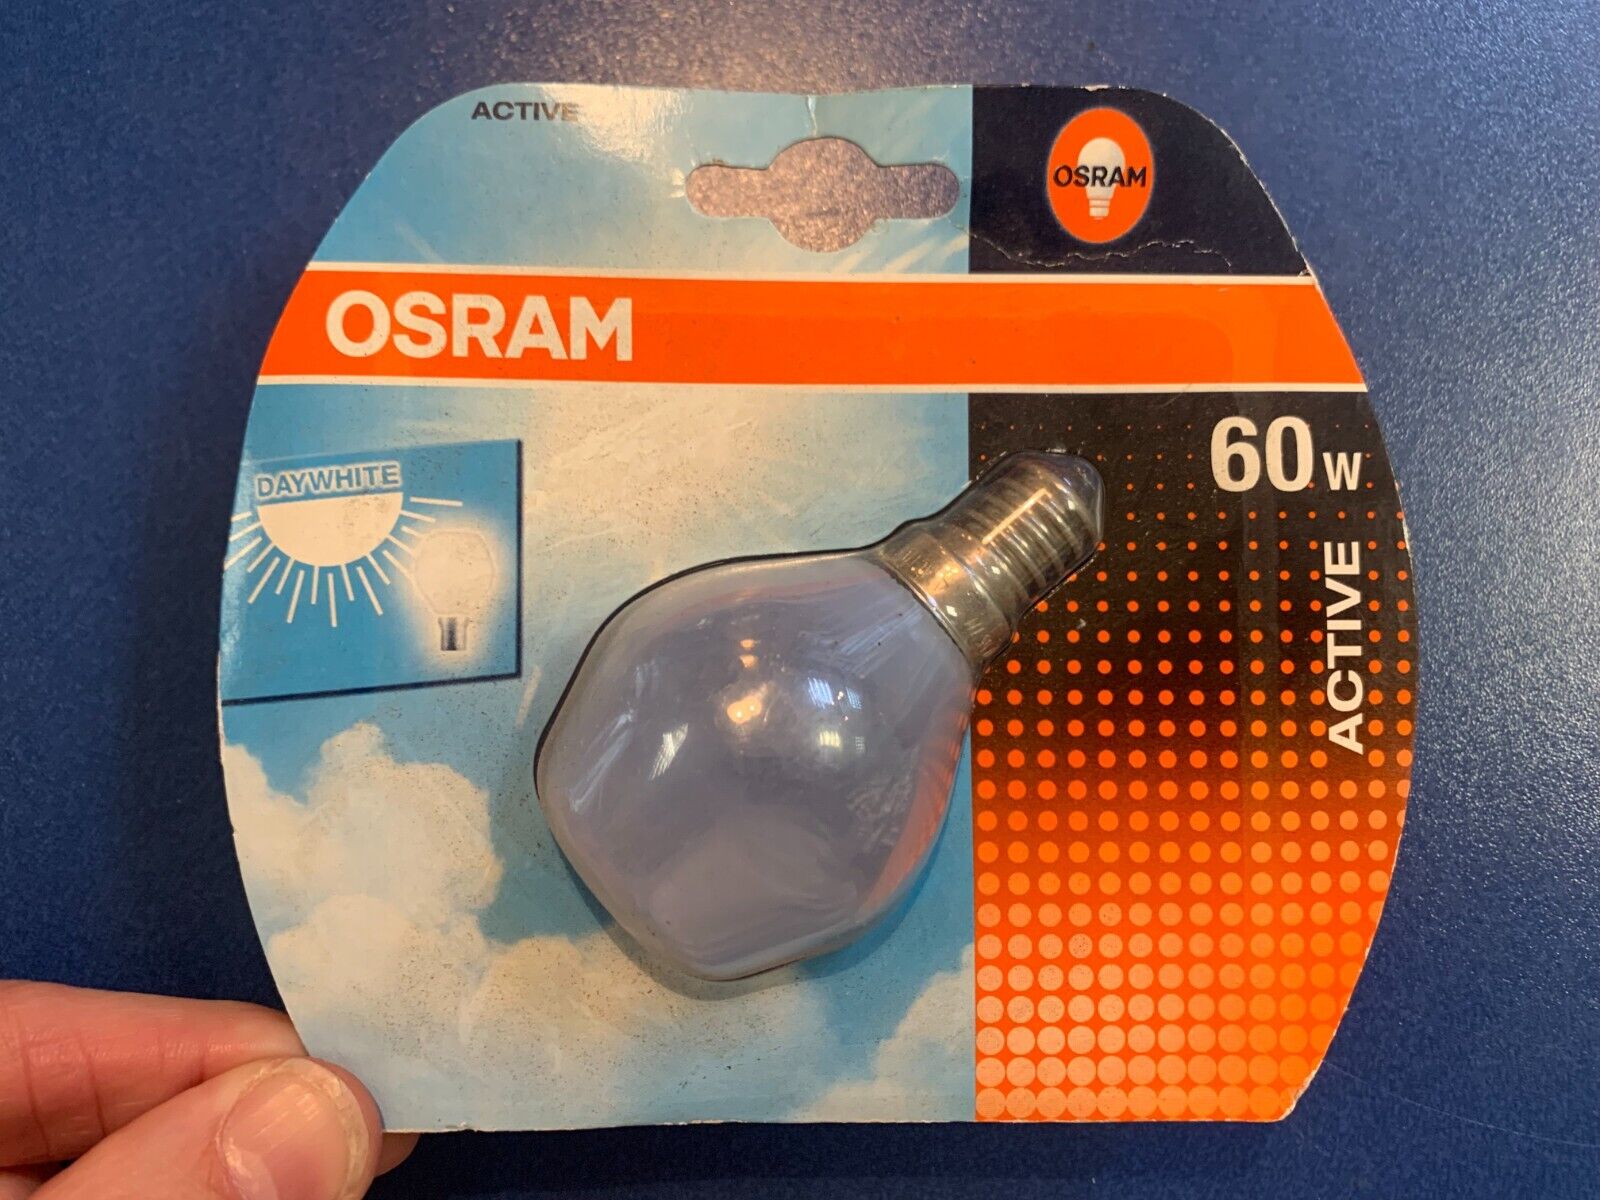 ACTIVE
OSRAM
OSRAM
60 W
DAYWHITE
ACTIVE